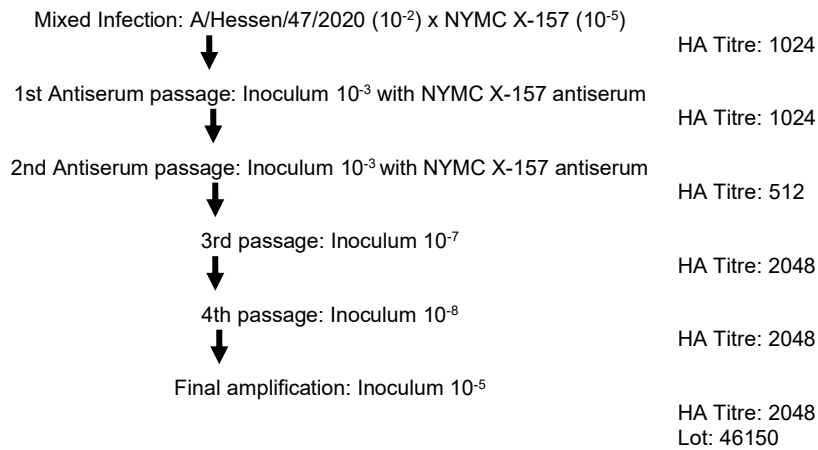 Mixed Infection: A/Hessen/47/2020 (10⁻²) x NYMC X-157 (10⁻⁵)
HA Titre: 1024
1st Antiserum passage: Inoculum 10⁻³ with NYMC X-157 antiserum
HA Titre: 1024
2nd Antiserum passage: Inoculum 10⁻³ with NYMC X-157 antiserum
HA Titre: 512
3rd passage: Inoculum 10⁻⁷
HA Titre: 2048
4th passage: Inoculum 10⁻⁸
HA Titre: 2048
Final amplification: Inoculum 10⁻⁵
HA Titre: 2048
Lot: 46150